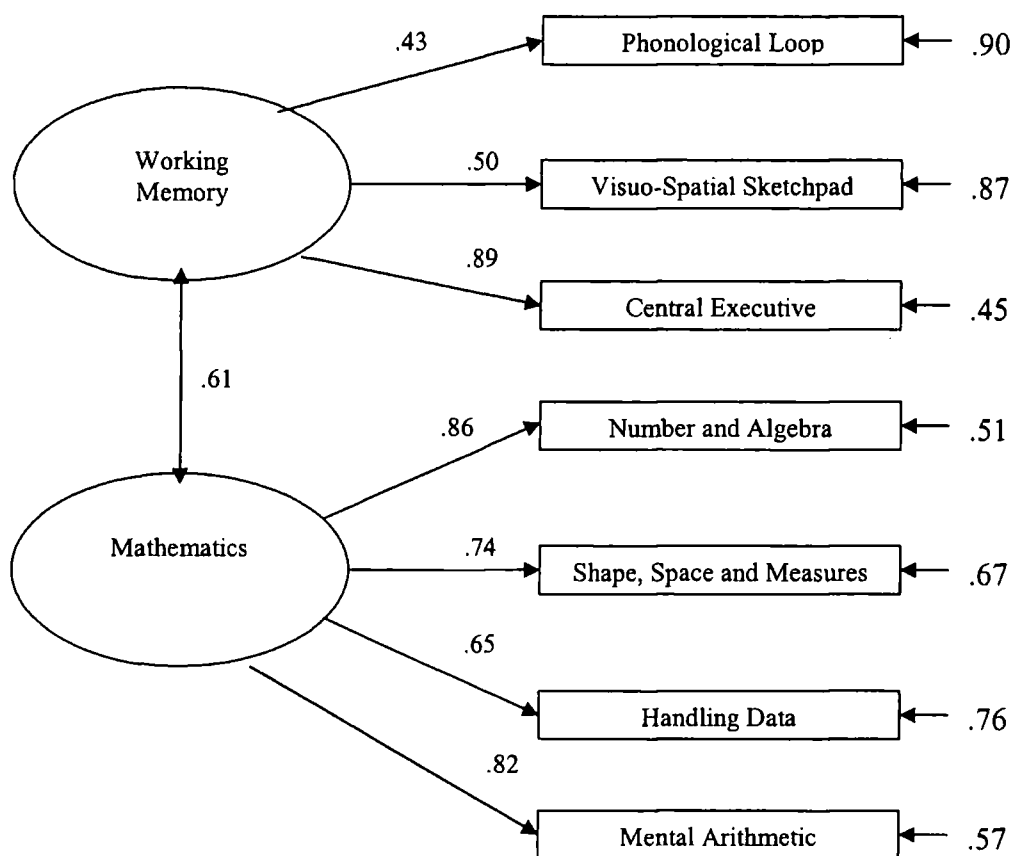 .43
Phonological Loop
.90
Working
Memory
.50
Visuo-Spatial Sketchpad
.87
.89
Central Executive
.45
.61
.86
Number and Algebra
.51
Mathematics
.74
Shape, Space and Measures
.67
.65
Handling Data
.76
.82
Mental Arithmetic
.57